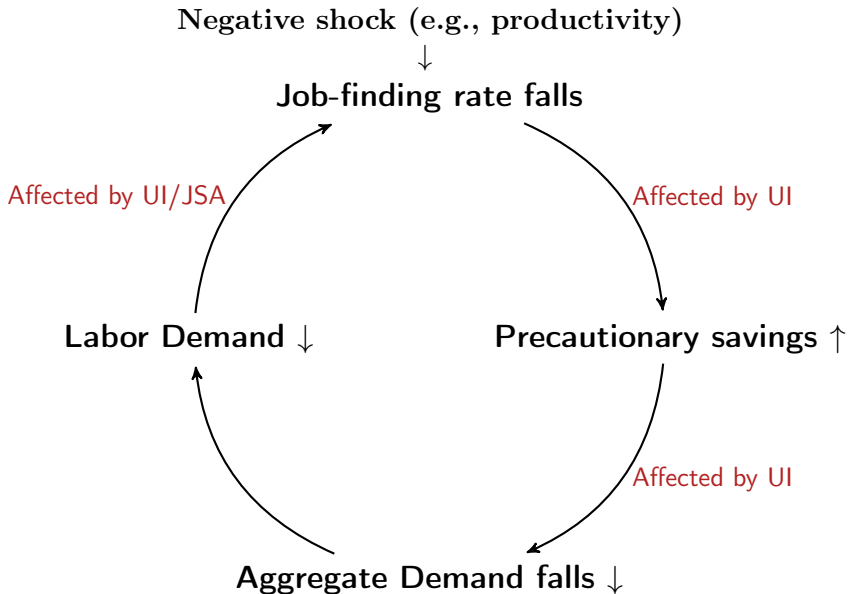 Negative shock (e.g., productivity)
↓
Job-finding rate falls
Affected by UI/JSA
Affected by UI
Labor Demand ↓
Precautionary savings ↑
Affected by UI
Aggregate Demand falls ↓